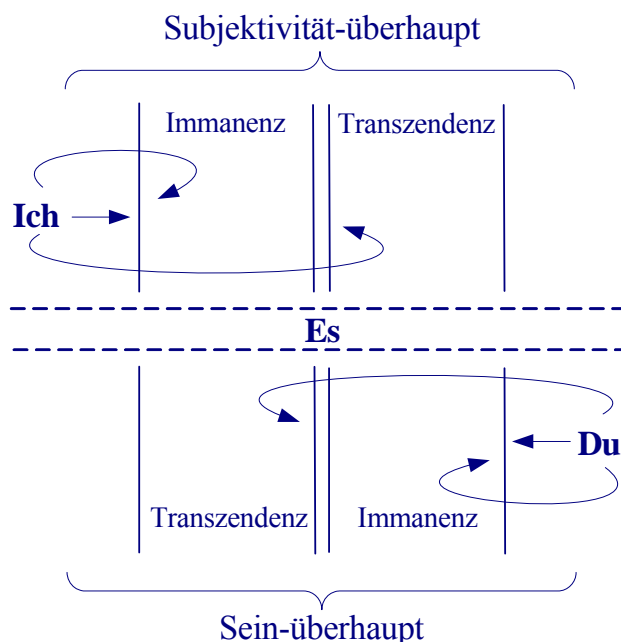 Subjektivität-überhaupt
Immanenz Transzendenz
Ich
Es
Du
Transzendenz Immanenz
Sein-überhaupt